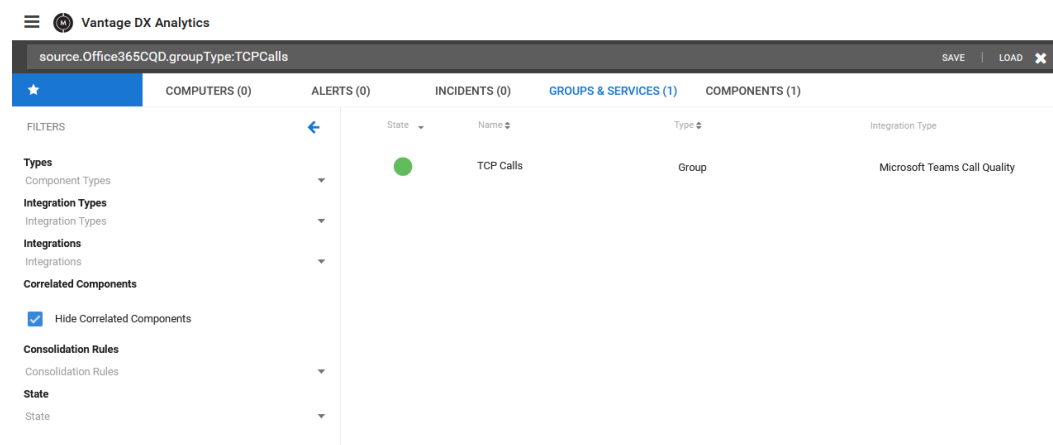 Vantage DX Analytics
source.Office365CQD.groupType:TCPCalls SAVE | LOAD
COMPUTERS (0) ALERTS (0) INCIDENTS (0) GROUPS & SERVICES (1) COMPONENTS (1)
FILTERS
State Name Type Integration Type
Types
Component Types
TCP Calls Group Microsoft Teams Call Quality
Integration Types
Integration Types
Integrations
Integrations
Correlated Components
Hide Correlated Components
Consolidation Rules
Consolidation Rules
State
State